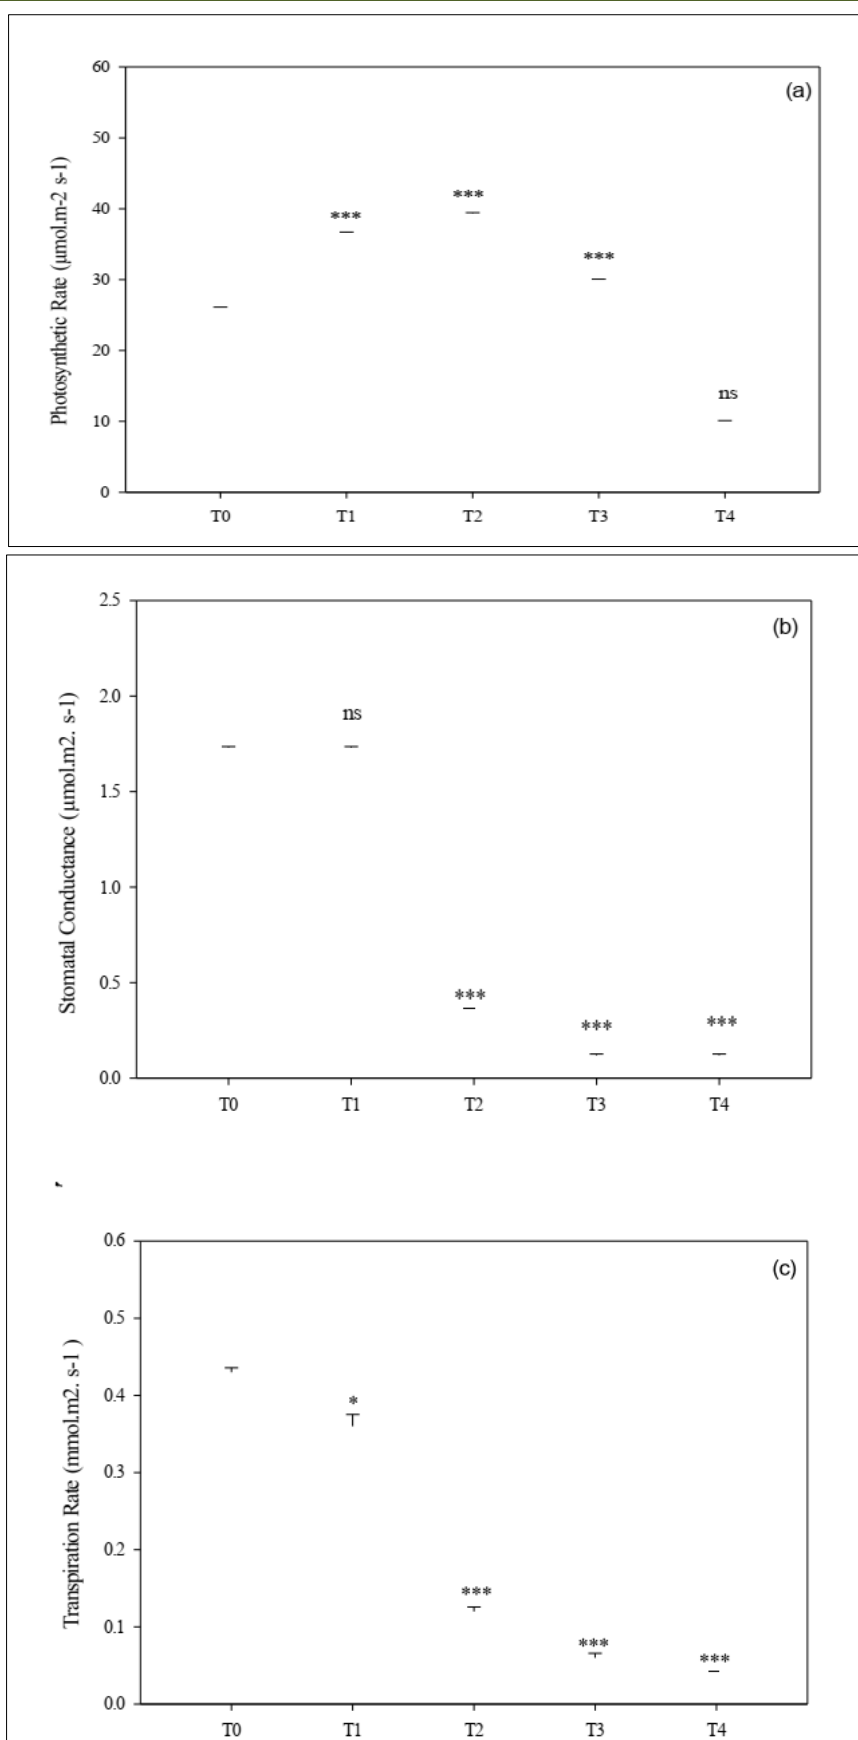 (a)
Photosynthetic Rate (µmol.m-2 s-1)
60
50
40
30
20
10
0
***
***
***
ns
T0 T1 T2 T3 T4
(b)
Stomatal Conductance (µmol.m2. s-1)
2.5
2.0
1.5
1.0
0.5
0.0
ns
***
***
***
T0 T1 T2 T3 T4
(c)
Transpiration Rate (mmol.m2. s-1 )
0.6
0.5
0.4
0.3
0.2
0.1
0.0
*
***
***
***
T0 T1 T2 T3 T4